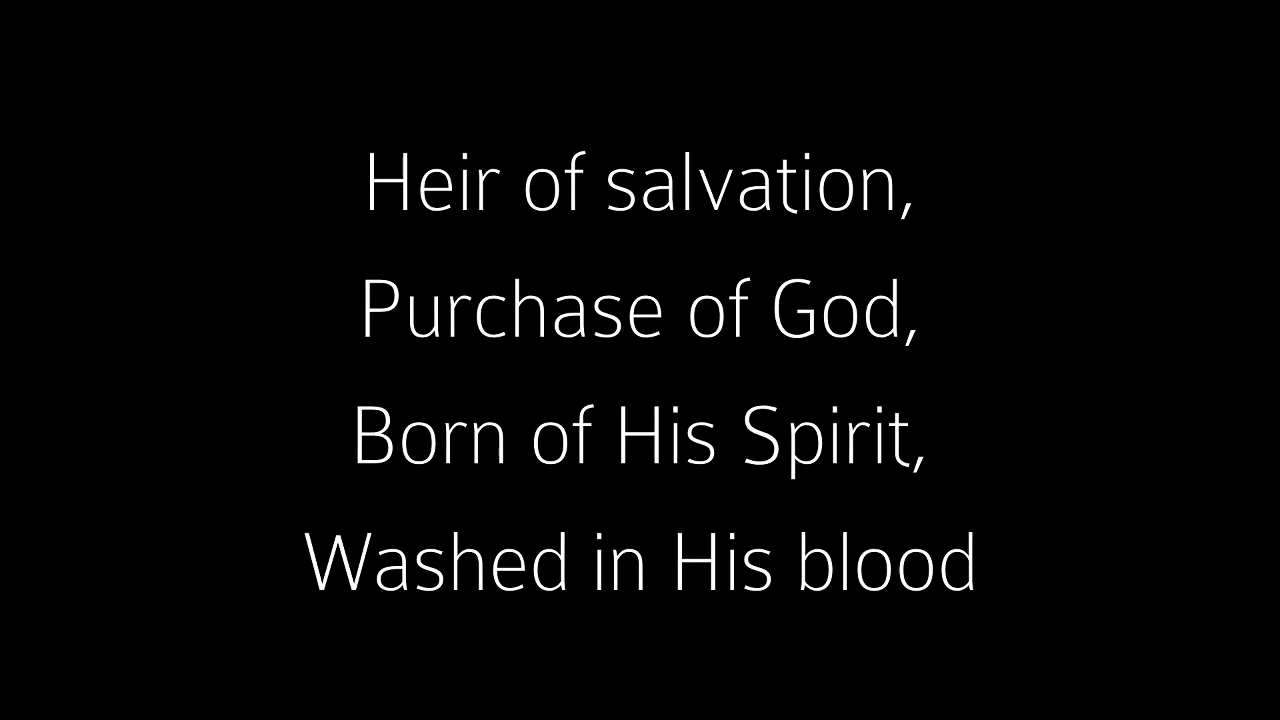 Heir of salvation,
Purchase of God,
Born of His Spirit,
Washed in His blood